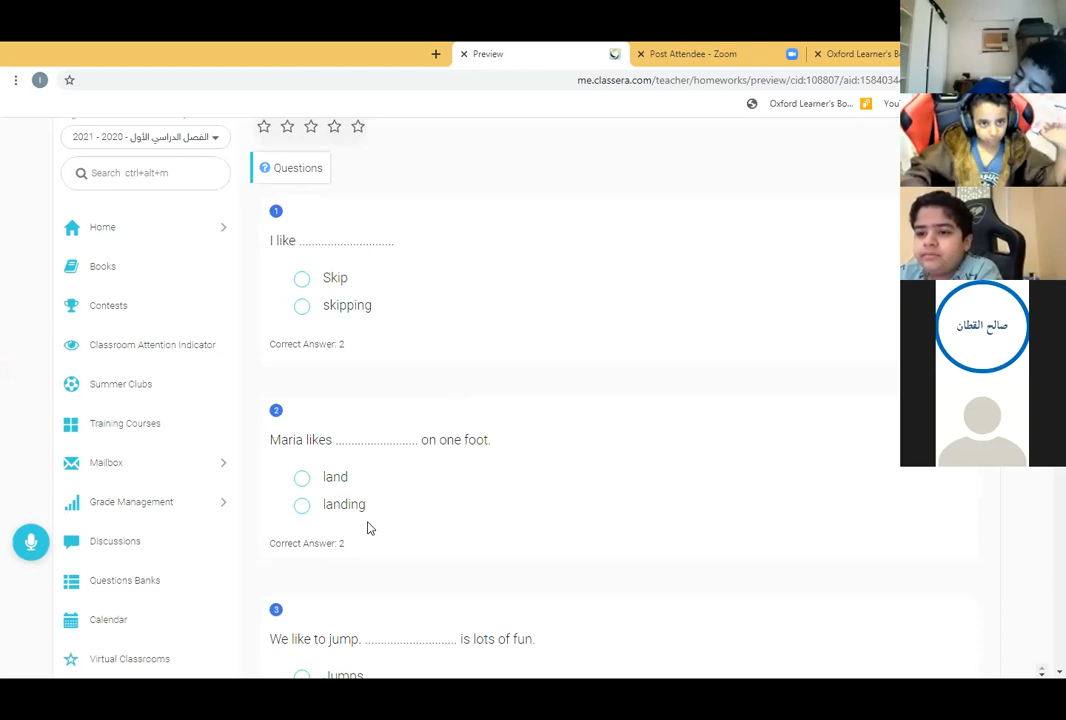 Preview
Post Attendee - Zoom
Oxford Learner's Bo
me.classera.com/teacher/homeworks/preview/cid:108807/aid:1584034
Oxford Learner's Bo...
You
الفصل الدراسي الأول - 2020 - 2021
Search ctrl+alt+m
Home
Books
Contests
Classroom Attention Indicator
Summer Clubs
Training Courses
Mailbox
Grade Management
Discussions
Questions Banks
Calendar
Virtual Classrooms
Questions
1
I like ............................
Skip
skipping
Correct Answer: 2
2
Maria likes ........................ on one foot.
land
landing
Correct Answer: 2
3
We like to jump. ........................... is lots of fun.
Jumps
صالح القطان